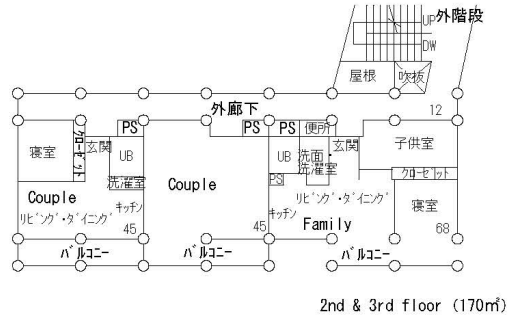 外階段
UP
DW
屋根
吹抜
外廊下
12
PS
PS
PS
便所
クローゼット
玄関
UB
寝室
洗濯室
Couple
リビング・ダイニング
キッチン
45
Couple
45
UB
洗面
洗濯室
玄関
子供室
PS
クローゼット
リビング・ダイニング
寝室
キッチン
Family
68
バルコニー
バルコニー
バルコニー
2nd & 3rd floor (170㎡)